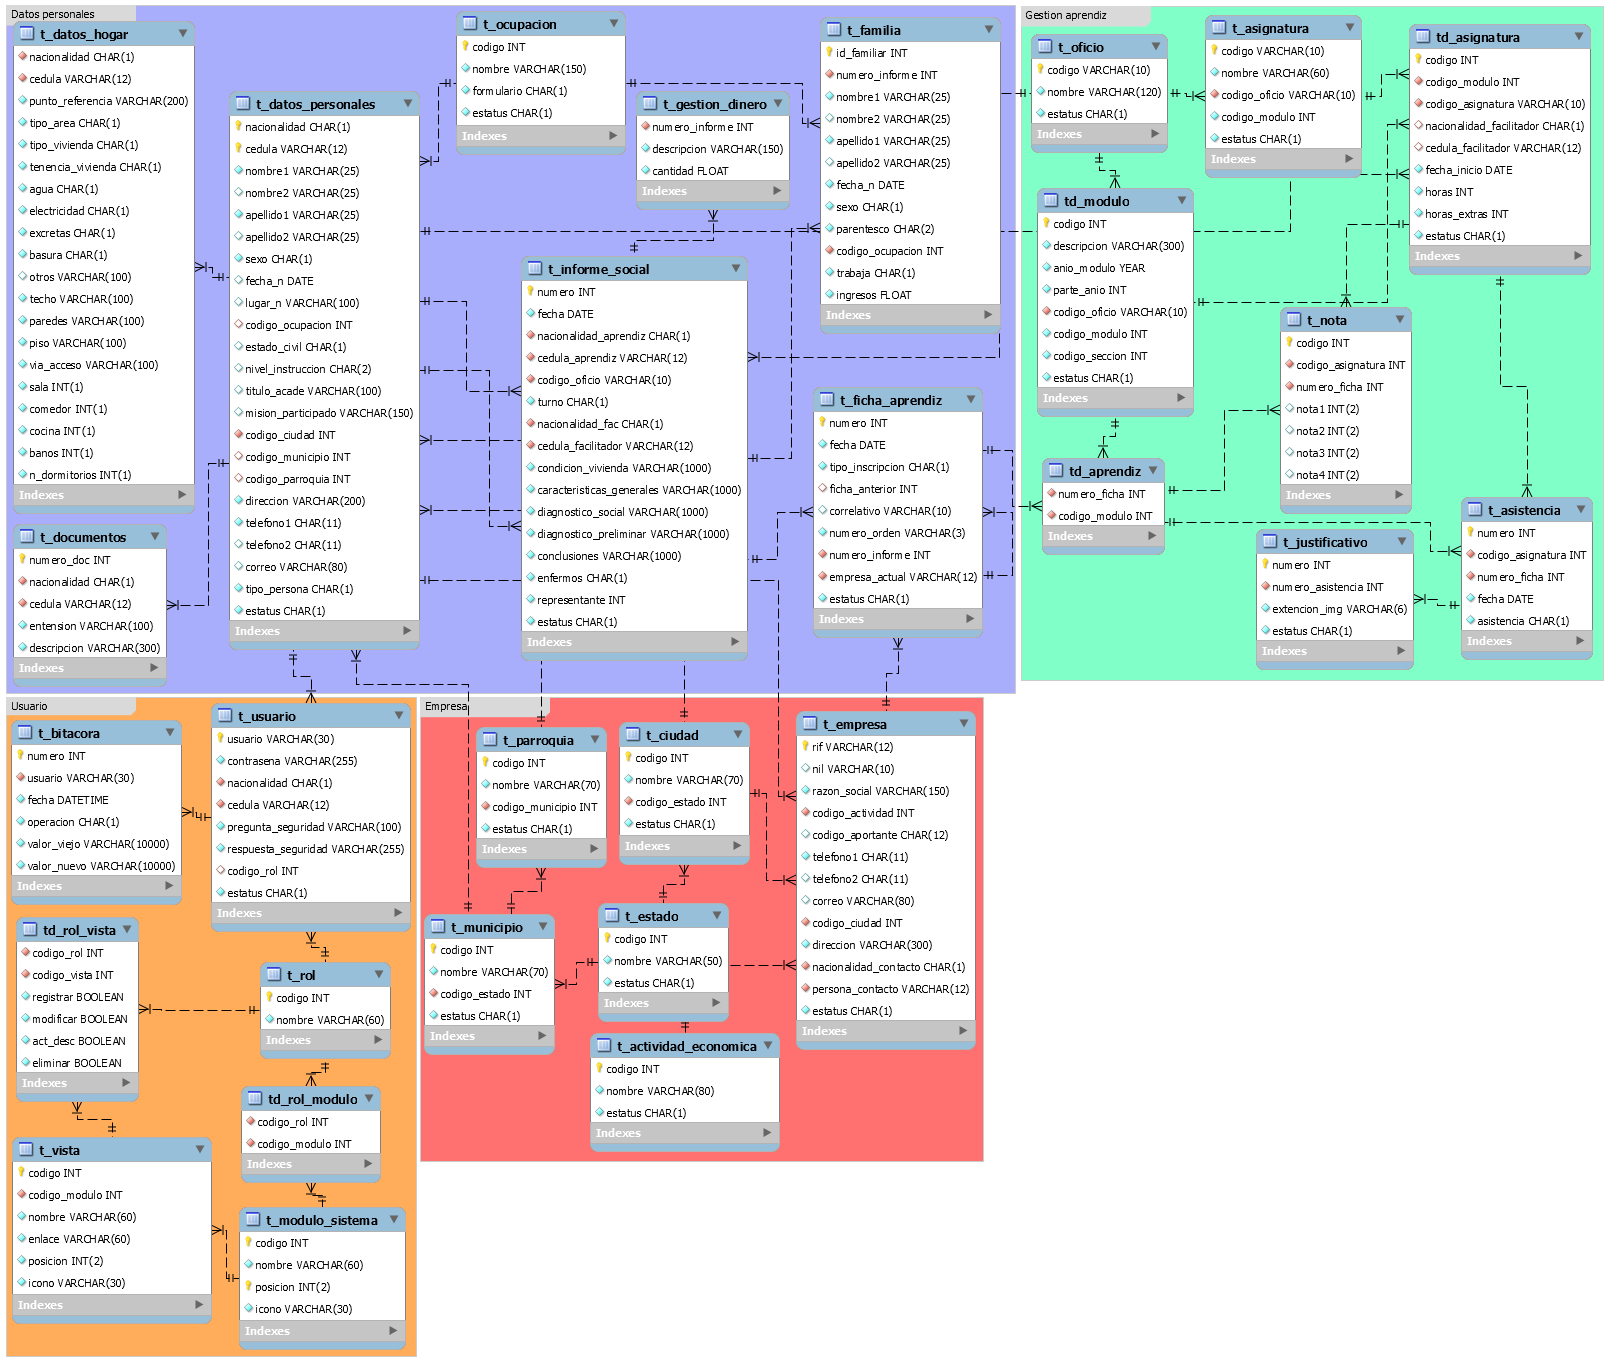 Datos personales
t_datos_hogar
nacionalidad CHAR(1)
cedula VARCHAR(12)
punto_referencia VARCHAR(200)
tipo_area CHAR(1)
tipo_vivienda CHAR(1)
tenencia_vivienda CHAR(1)
agua CHAR(1)
electricidad CHAR(1)
excretas CHAR(1)
basura CHAR(1)
otros VARCHAR(100)
techo VARCHAR(100)
paredes VARCHAR(100)
piso VARCHAR(100)
via_acceso VARCHAR(100)
sala INT(1)
comedor INT(1)
cocina INT(1)
banos INT(1)
n_dormitorios INT(1)
Indexes
t_documentos
numero_doc INT
nacionalidad CHAR(1)
cedula VARCHAR(12)
entension VARCHAR(100)
descripcion VARCHAR(300)
Indexes
t_datos_personales
nacionalidad CHAR(1)
cedula VARCHAR(12)
nombre1 VARCHAR(25)
nombre2 VARCHAR(25)
apellido1 VARCHAR(25)
apellido2 VARCHAR(25)
sexo CHAR(1)
fecha_n DATE
lugar_n VARCHAR(100)
codigo_ocupacion INT
estado_civil CHAR(1)
nivel_instruccion CHAR(2)
titulo_acade VARCHAR(100)
mision_participado VARCHAR(150)
codigo_ciudad INT
codigo_municipio INT
codigo_parroquia INT
direccion VARCHAR(200)
telefono1 CHAR(11)
telefono2 CHAR(11)
correo VARCHAR(80)
tipo_persona CHAR(1)
estatus CHAR(1)
Indexes
t_ocupacion
codigo INT
nombre VARCHAR(150)
formulario CHAR(1)
estatus CHAR(1)
Indexes
t_gestion_dinero
numero_informe INT
descripcion VARCHAR(150)
cantidad FLOAT
Indexes
t_informe_social
numero INT
fecha DATE
nacionalidad_aprendiz CHAR(1)
cedula_aprendiz VARCHAR(12)
codigo_oficio VARCHAR(10)
turno CHAR(1)
nacionalidad_fac CHAR(1)
cedula_facilitador VARCHAR(12)
condicion_vivienda VARCHAR(1000)
caracteristicas_generales VARCHAR(1000)
diagnostico_social VARCHAR(1000)
diagnostico_preliminar VARCHAR(1000)
conclusiones VARCHAR(1000)
enfermos CHAR(1)
representante INT
estatus CHAR(1)
Indexes
t_familia
id_familiar INT
numero_informe INT
nombre1 VARCHAR(25)
nombre2 VARCHAR(25)
apellido1 VARCHAR(25)
apellido2 VARCHAR(25)
fecha_n DATE
sexo CHAR(1)
parentesco CHAR(2)
codigo_ocupacion INT
trabaja CHAR(1)
ingresos FLOAT
Indexes
t_ficha_aprendiz
numero INT
fecha DATE
tipo_inscripcion CHAR(1)
ficha_anterior INT
correlativo VARCHAR(10)
numero_orden VARCHAR(3)
numero_informe INT
empresa_actual VARCHAR(12)
estatus CHAR(1)
Indexes
Gestion aprendiz
t_oficio
codigo VARCHAR(10)
nombre VARCHAR(120)
estatus CHAR(1)
Indexes
t_asignatura
codigo VARCHAR(10)
nombre VARCHAR(60)
codigo_oficio VARCHAR(10)
codigo_modulo INT
estatus CHAR(1)
Indexes
td_asignatura
codigo INT
codigo_modulo INT
codigo_asignatura VARCHAR(10)
nacionalidad_facilitador CHAR(1)
cedula_facilitador VARCHAR(12)
fecha_inicio DATE
horas INT
horas_extras INT
estatus CHAR(1)
Indexes
td_modulo
codigo INT
descripcion VARCHAR(300)
anio_modulo YEAR
parte_anio INT
codigo_oficio VARCHAR(10)
codigo_modulo INT
codigo_seccion INT
estatus CHAR(1)
Indexes
t_nota
codigo INT
codigo_asignatura INT
numero_ficha INT
nota1 INT(2)
nota2 INT(2)
nota3 INT(2)
nota4 INT(2)
Indexes
td_aprendiz
numero_ficha INT
codigo_modulo INT
Indexes
t_justificativo
numero INT
numero_asistencia INT
extencion_img VARCHAR(6)
estatus CHAR(1)
Indexes
t_asistencia
numero INT
codigo_asignatura INT
numero_ficha INT
fecha DATE
asistencia CHAR(1)
Indexes
Usuario
t_bitacora
numero INT
usuario VARCHAR(30)
fecha DATETIME
operacion CHAR(1)
valor_viejo VARCHAR(10000)
valor_nuevo VARCHAR(10000)
Indexes
t_usuario
usuario VARCHAR(30)
contrasena VARCHAR(255)
nacionalidad CHAR(1)
cedula VARCHAR(12)
pregunta_seguridad VARCHAR(100)
respuesta_seguridad VARCHAR(255)
codigo_rol INT
estatus CHAR(1)
Indexes
td_rol_vista
codigo_rol INT
codigo_vista INT
registrar BOOLEAN
modificar BOOLEAN
act_desc BOOLEAN
eliminar BOOLEAN
Indexes
t_rol
codigo INT
nombre VARCHAR(60)
Indexes
td_rol_modulo
codigo_rol INT
codigo_modulo INT
Indexes
t_vista
codigo INT
codigo_modulo INT
nombre VARCHAR(60)
enlace VARCHAR(60)
posicion INT(2)
icono VARCHAR(30)
Indexes
t_modulo_sistema
codigo INT
nombre VARCHAR(60)
posicion INT(2)
icono VARCHAR(30)
Indexes
Empresa
t_parroquia
codigo INT
nombre VARCHAR(70)
codigo_municipio INT
estatus CHAR(1)
Indexes
t_ciudad
codigo INT
nombre VARCHAR(70)
codigo_estado INT
estatus CHAR(1)
Indexes
t_empresa
rif VARCHAR(12)
nil VARCHAR(10)
razon_social VARCHAR(150)
codigo_actividad INT
codigo_aportante CHAR(12)
telefono1 CHAR(11)
telefono2 CHAR(11)
correo VARCHAR(80)
codigo_ciudad INT
direccion VARCHAR(300)
nacionalidad_contacto CHAR(1)
persona_contacto VARCHAR(12)
estatus CHAR(1)
Indexes
t_municipio
codigo INT
nombre VARCHAR(70)
codigo_estado INT
estatus CHAR(1)
Indexes
t_estado
codigo INT
nombre VARCHAR(50)
estatus CHAR(1)
Indexes
t_actividad_economica
codigo INT
nombre VARCHAR(80)
estatus CHAR(1)
Indexes